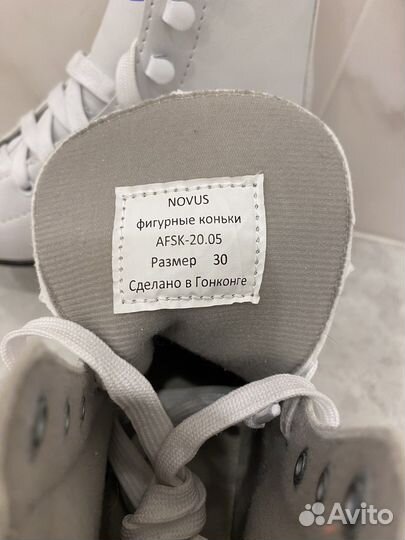 NOVUS
фигурные коньки
AFSK-20.05
Размер 30
Сделано в Гонконге
Avito